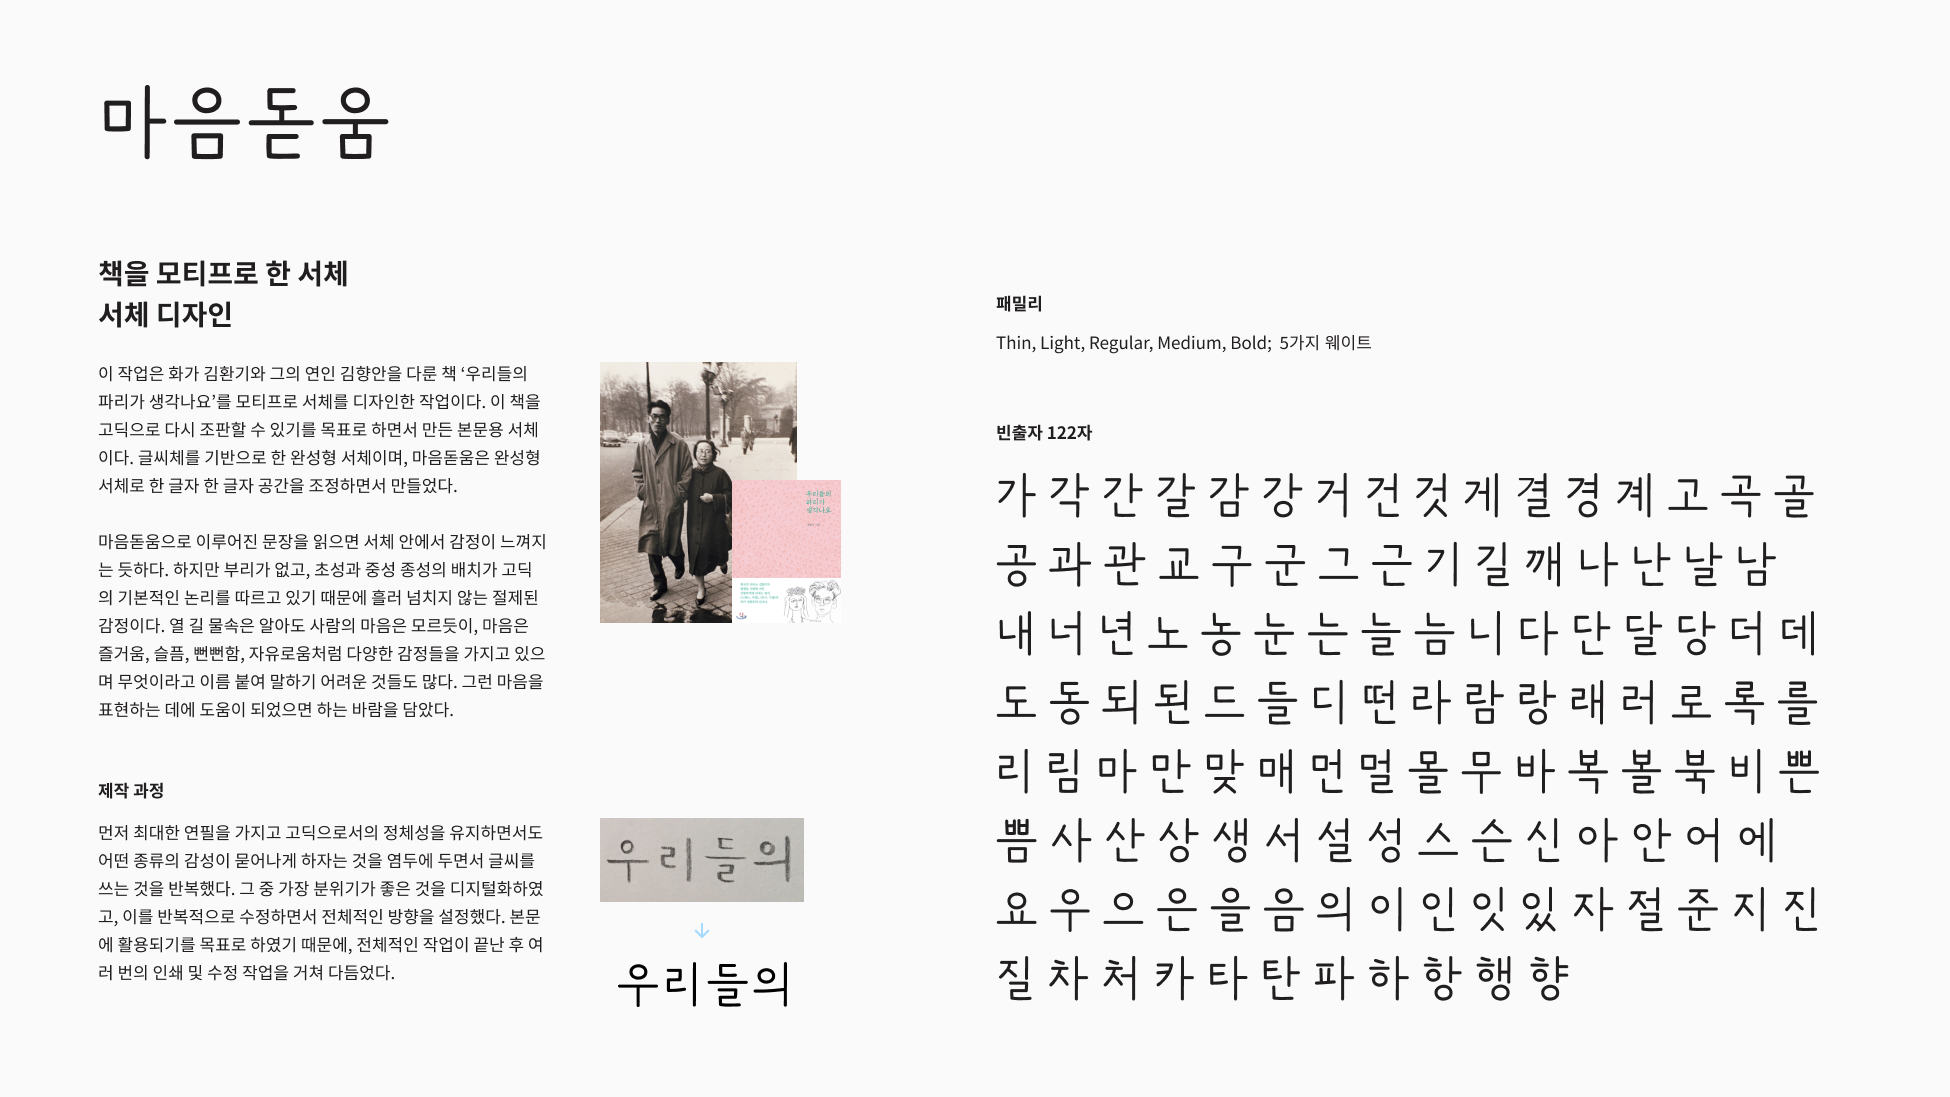 마음돋움
책을 모티프로 한 서체
서체 디자인
이 작업은 화가 김환기와 그의 연인 김향안을 다룬 책 ‘우리들의
파리가 생각나요’를 모티프로 서체를 디자인한 작업이다. 이 책을
고딕으로 다시 조판할 수 있기를 목표로 하면서 만든 본문용 서체
이다. 글씨체를 기반으로 한 완성형 서체이며, 마음돋움은 완성형
서체로 한 글자 한 글자 공간을 조정하면서 만들었다.
마음돋움으로 이루어진 문장을 읽으면 서체 안에서 감정이 느껴지
는 듯하다. 하지만 부리가 없고, 초성과 중성 종성의 배치가 고딕
의 기본적인 논리를 따르고 있기 때문에 흘러 넘치지 않는 절제된
감정이다. 열 길 물속은 알아도 사람의 마음은 모르듯이, 마음은
즐거움, 슬픔, 뻔뻔함, 자유로움처럼 다양한 감정들을 가지고 있으
며 무엇이라고 이름 붙여 말하기 어려운 것들도 많다. 그런 마음을
표현하는 데에 도움이 되었으면 하는 바람을 담았다.
우리들의
파리가
생각나요
제작 과정
먼저 최대한 연필을 가지고 고딕으로서의 정체성을 유지하면서도
어떤 종류의 감성이 묻어나게 하자는 것을 염두에 두면서 글씨를
쓰는 것을 반복했다. 그 중 가장 분위기가 좋은 것을 디지털화하였
고, 이를 반복적으로 수정하면서 전체적인 방향을 설정했다. 본문
에 활용되기를 목표로 하였기 때문에, 전체적인 작업이 끝난 후 여
러 번의 인쇄 및 수정 작업을 거쳐 다듬었다.
우리들의
우리들의
패밀리
Thin, Light, Regular, Medium, Bold; 5가지 웨이트
빈출자 122자
가 각 간 갈 감 강 거 건 것 게 결 경 계 고 곡 골
공 과 관 교 구 군 그 근 기 길 깨 나 난 날 남
내 너 년 노 농 눈 는 늘 늠 니 다 단 달 당 더 데
도 동 되 된 드 들 디 떤 라 람 랑 래 러 로 록 를
리 림 마 만 맞 매 먼 멀 몰 무 바 복 볼 북 비 쁜
쁨 사 산 상 생 서 설 성 스 슨 신 아 안 어 에
요 우 으 은 을 음 의 이 인 잇 있 자 절 준 지 진
질 차 처 카 타 탄 파 하 항 행 향